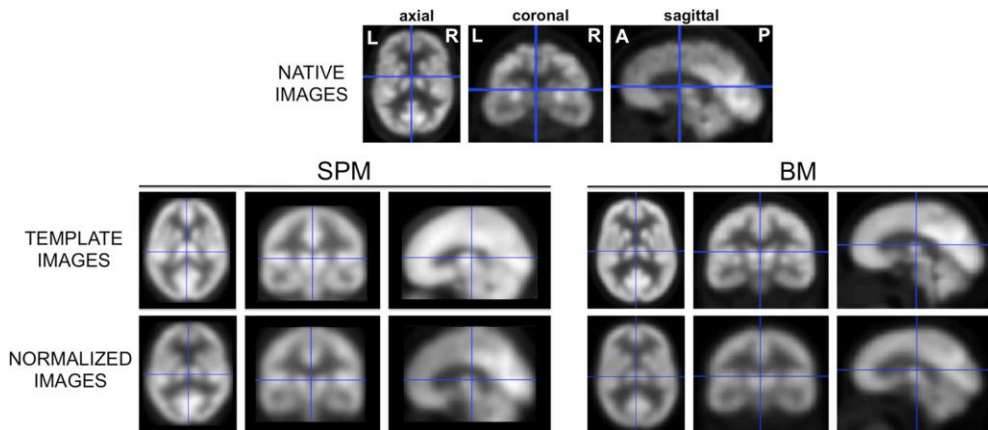 axial coronal sagittal
L R L R A P
NATIVE
IMAGES
SPM BM
TEMPLATE
IMAGES
NORMALIZED
IMAGES